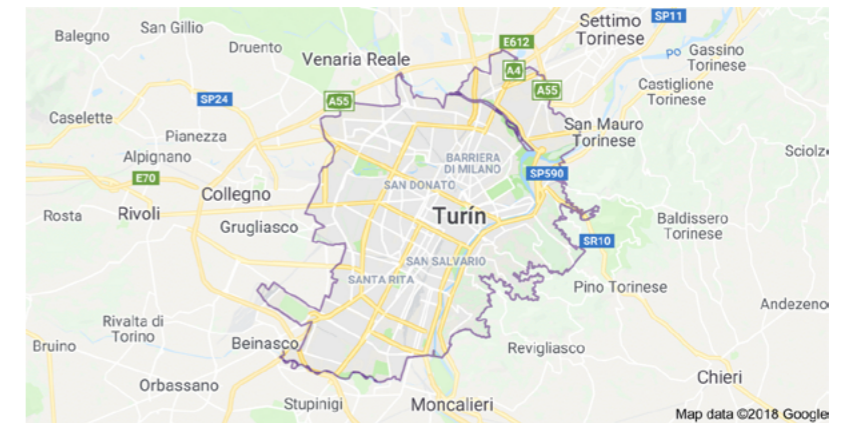 Balegno
San Gillio
Druento
Venaria Reale
E612
Settimo
Torinese
SP11
PO
Gassino
Torinese
A4
A55
A55
SP24
Castiglione
Torinese
Caselette
Pianezza
San Mauro
Torinese
Alpignano
BARRIERA
DI MILANO
Sciolz
E70
SAN DONATO
SP590
Collegno
Rosta
Rivoli
Grugliasco
Turín
Baldissero
Torinese
SR10
SAN SALVARIO
SANTA RITA
Pino Torinese
Andezeno
Rivalta di
Torino
Bruino
Beinasco
Revigliasco
Orbassano
Chieri
Stupinigi
Moncalieri
Map data ©2018 Google